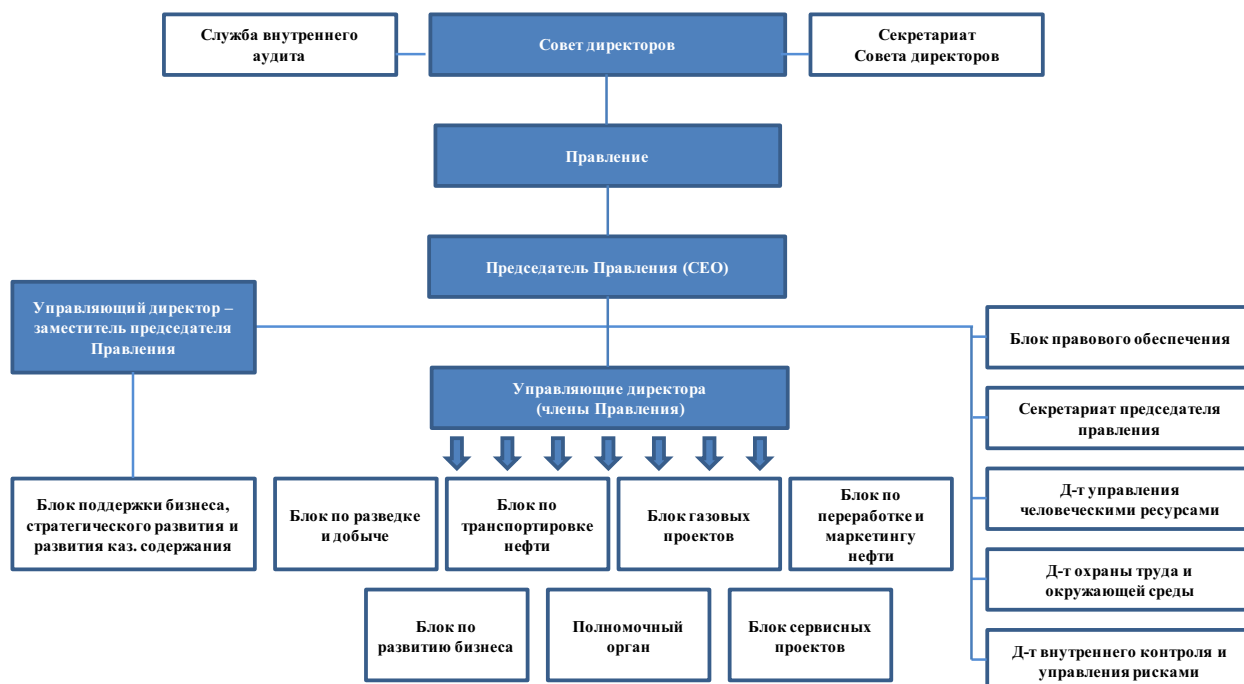 Служба внутреннего
аудита
Совет директоров
Секретариат
Совета директоров
Правление
Председатель Правления (CEO)
Управляющий директор –
заместитель председателя
Правления
Управляющие директора
(члены Правления)
Блок правового обеспечения
Секретариат председателя
правления
Д-т управления
человеческими ресурсами
Д-т охраны труда и
окружающей среды
Д-т внутреннего контроля и
управления рисками
Блок поддержки бизнеса,
стратегического развития и
развития каз. содержания
Блок по разведке
и добыче
Блок по
транспортировке
нефти
Блок газовых
проектов
Блок по
переработке и
маркетингу
нефти
Блок по
развитию бизнеса
Полномочный
орган
Блок сервисных
проектов